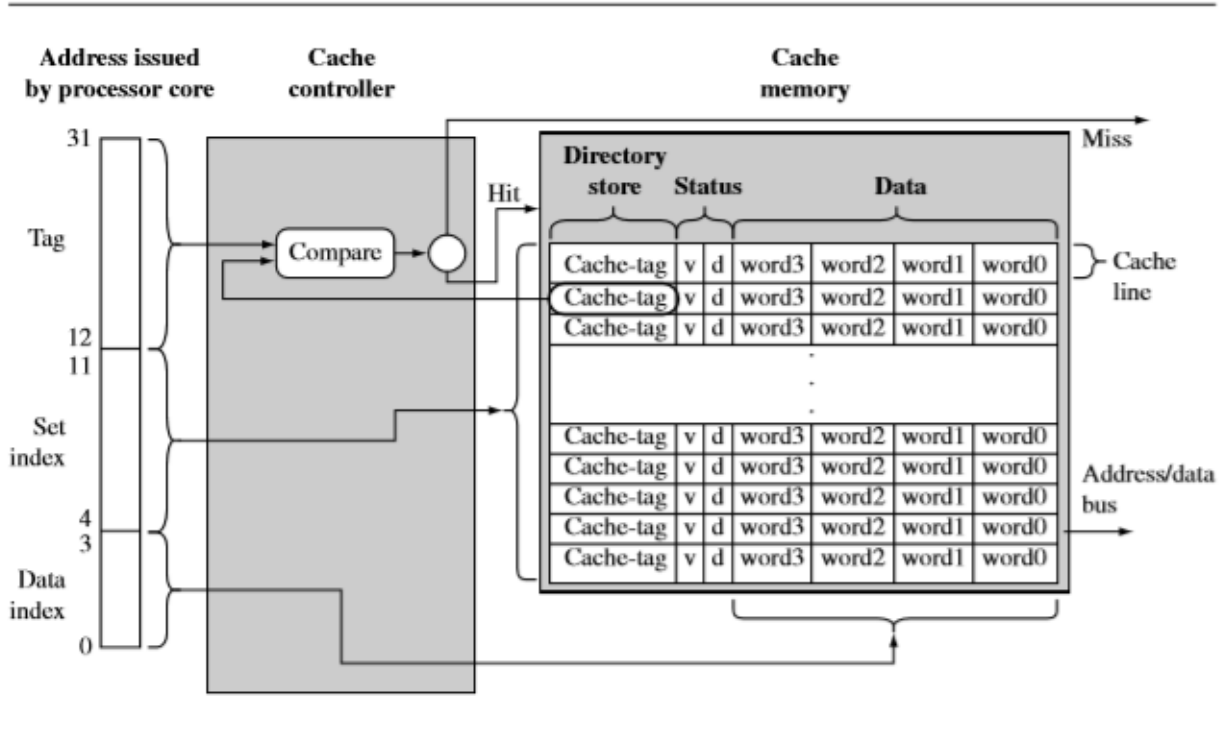 Address issued
by processor core
Cache
controller
Cache
memory
31
Miss
Directory
store
Status
Data
Hit
Tag
Compare
Cache-tag v d word3 word2 word1 word0
Cache
line
Cache-tag v d word3 word2 word1 word0
Cache-tag v d word3 word2 word1 word0
12
11
.
.
.
Set
index
Cache-tag v d word3 word2 word1 word0
Cache-tag v d word3 word2 word1 word0
Cache-tag v d word3 word2 word1 word0
Cache-tag v d word3 word2 word1 word0
Cache-tag v d word3 word2 word1 word0
Address/data
bus
4
3
Data
index
0